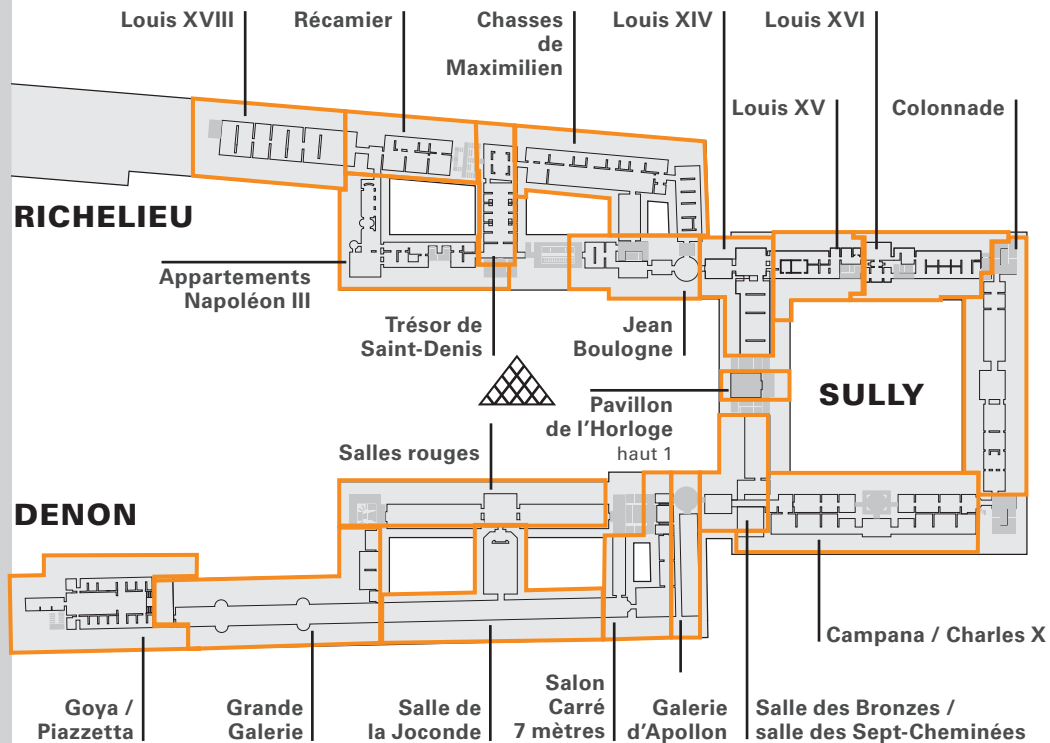 Louis XVIII
Récamier
Chasses
de
Maximilien
Louis XIV
Louis XVI
Louis XV
Colonnade
RICHELIEU
Appartements
Napoléon III
Trésor de
Saint-Denis
Jean
Boulogne
Pavillon
de l'Horloge
haut 1
SULLY
Salles rouges
DENON
Campana / Charles X
Goya /
Piazzetta
Grande
Galerie
Salle de
la Joconde
Salon
Carré
7 mètres
Galerie
d'Apollon
Salle des Bronzes /
salle des Sept-Cheminées